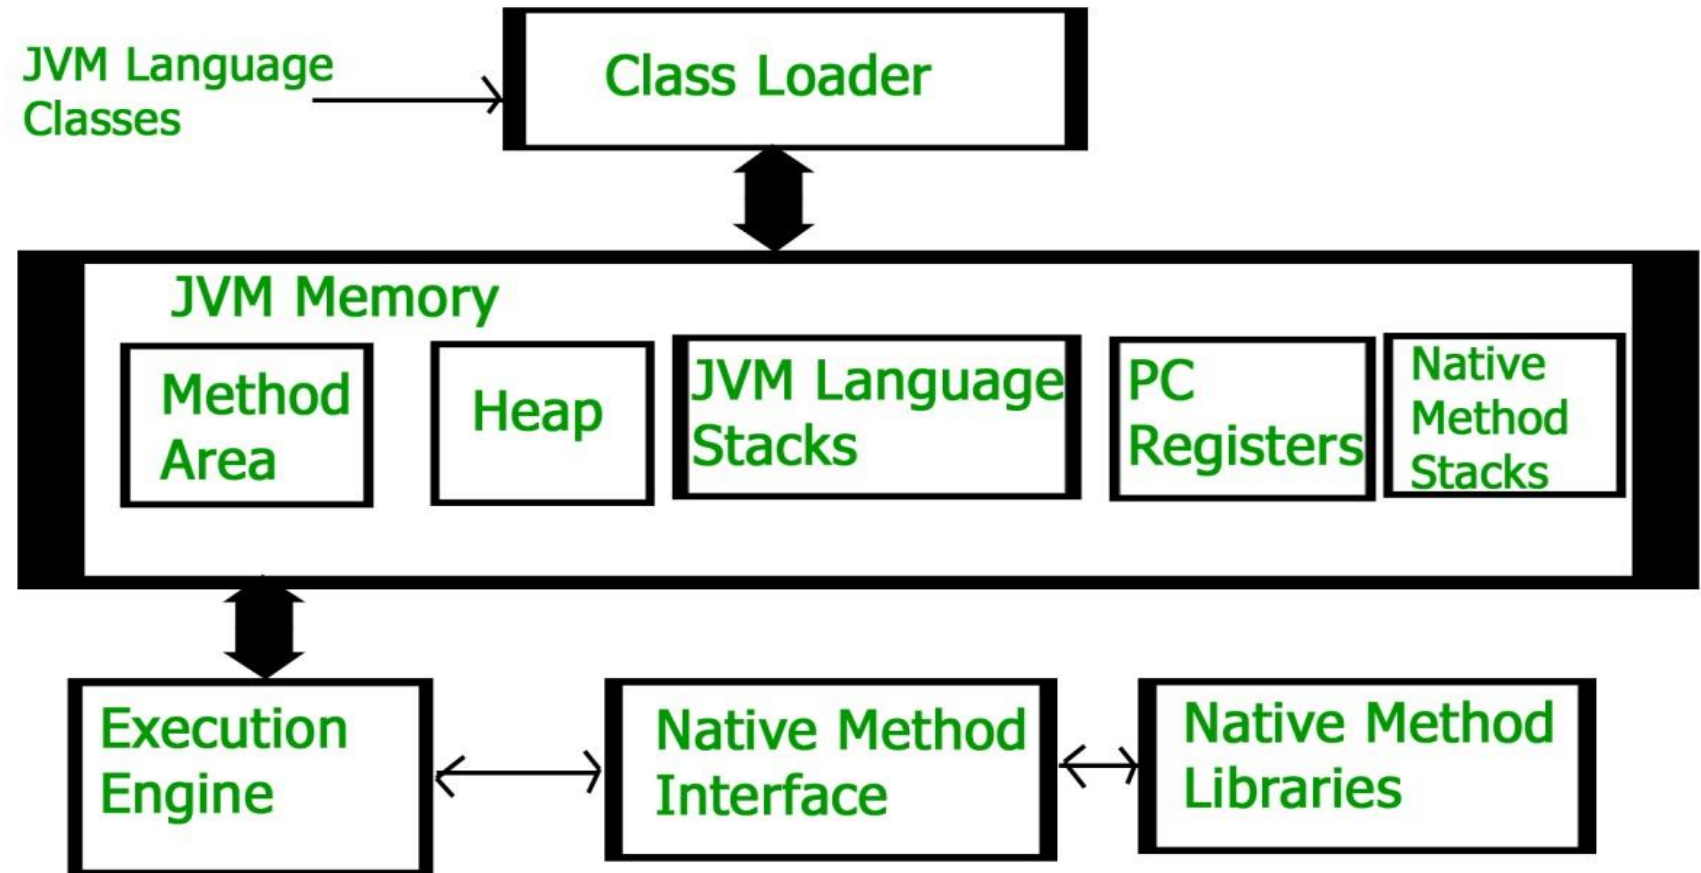 JVM Language
Classes
Class Loader
JVM Memory
Method
Area
Heap
JVM Language
Stacks
PC
Registers
Native
Method
Stacks
Execution
Engine
Native Method
Interface
Native Method
Libraries